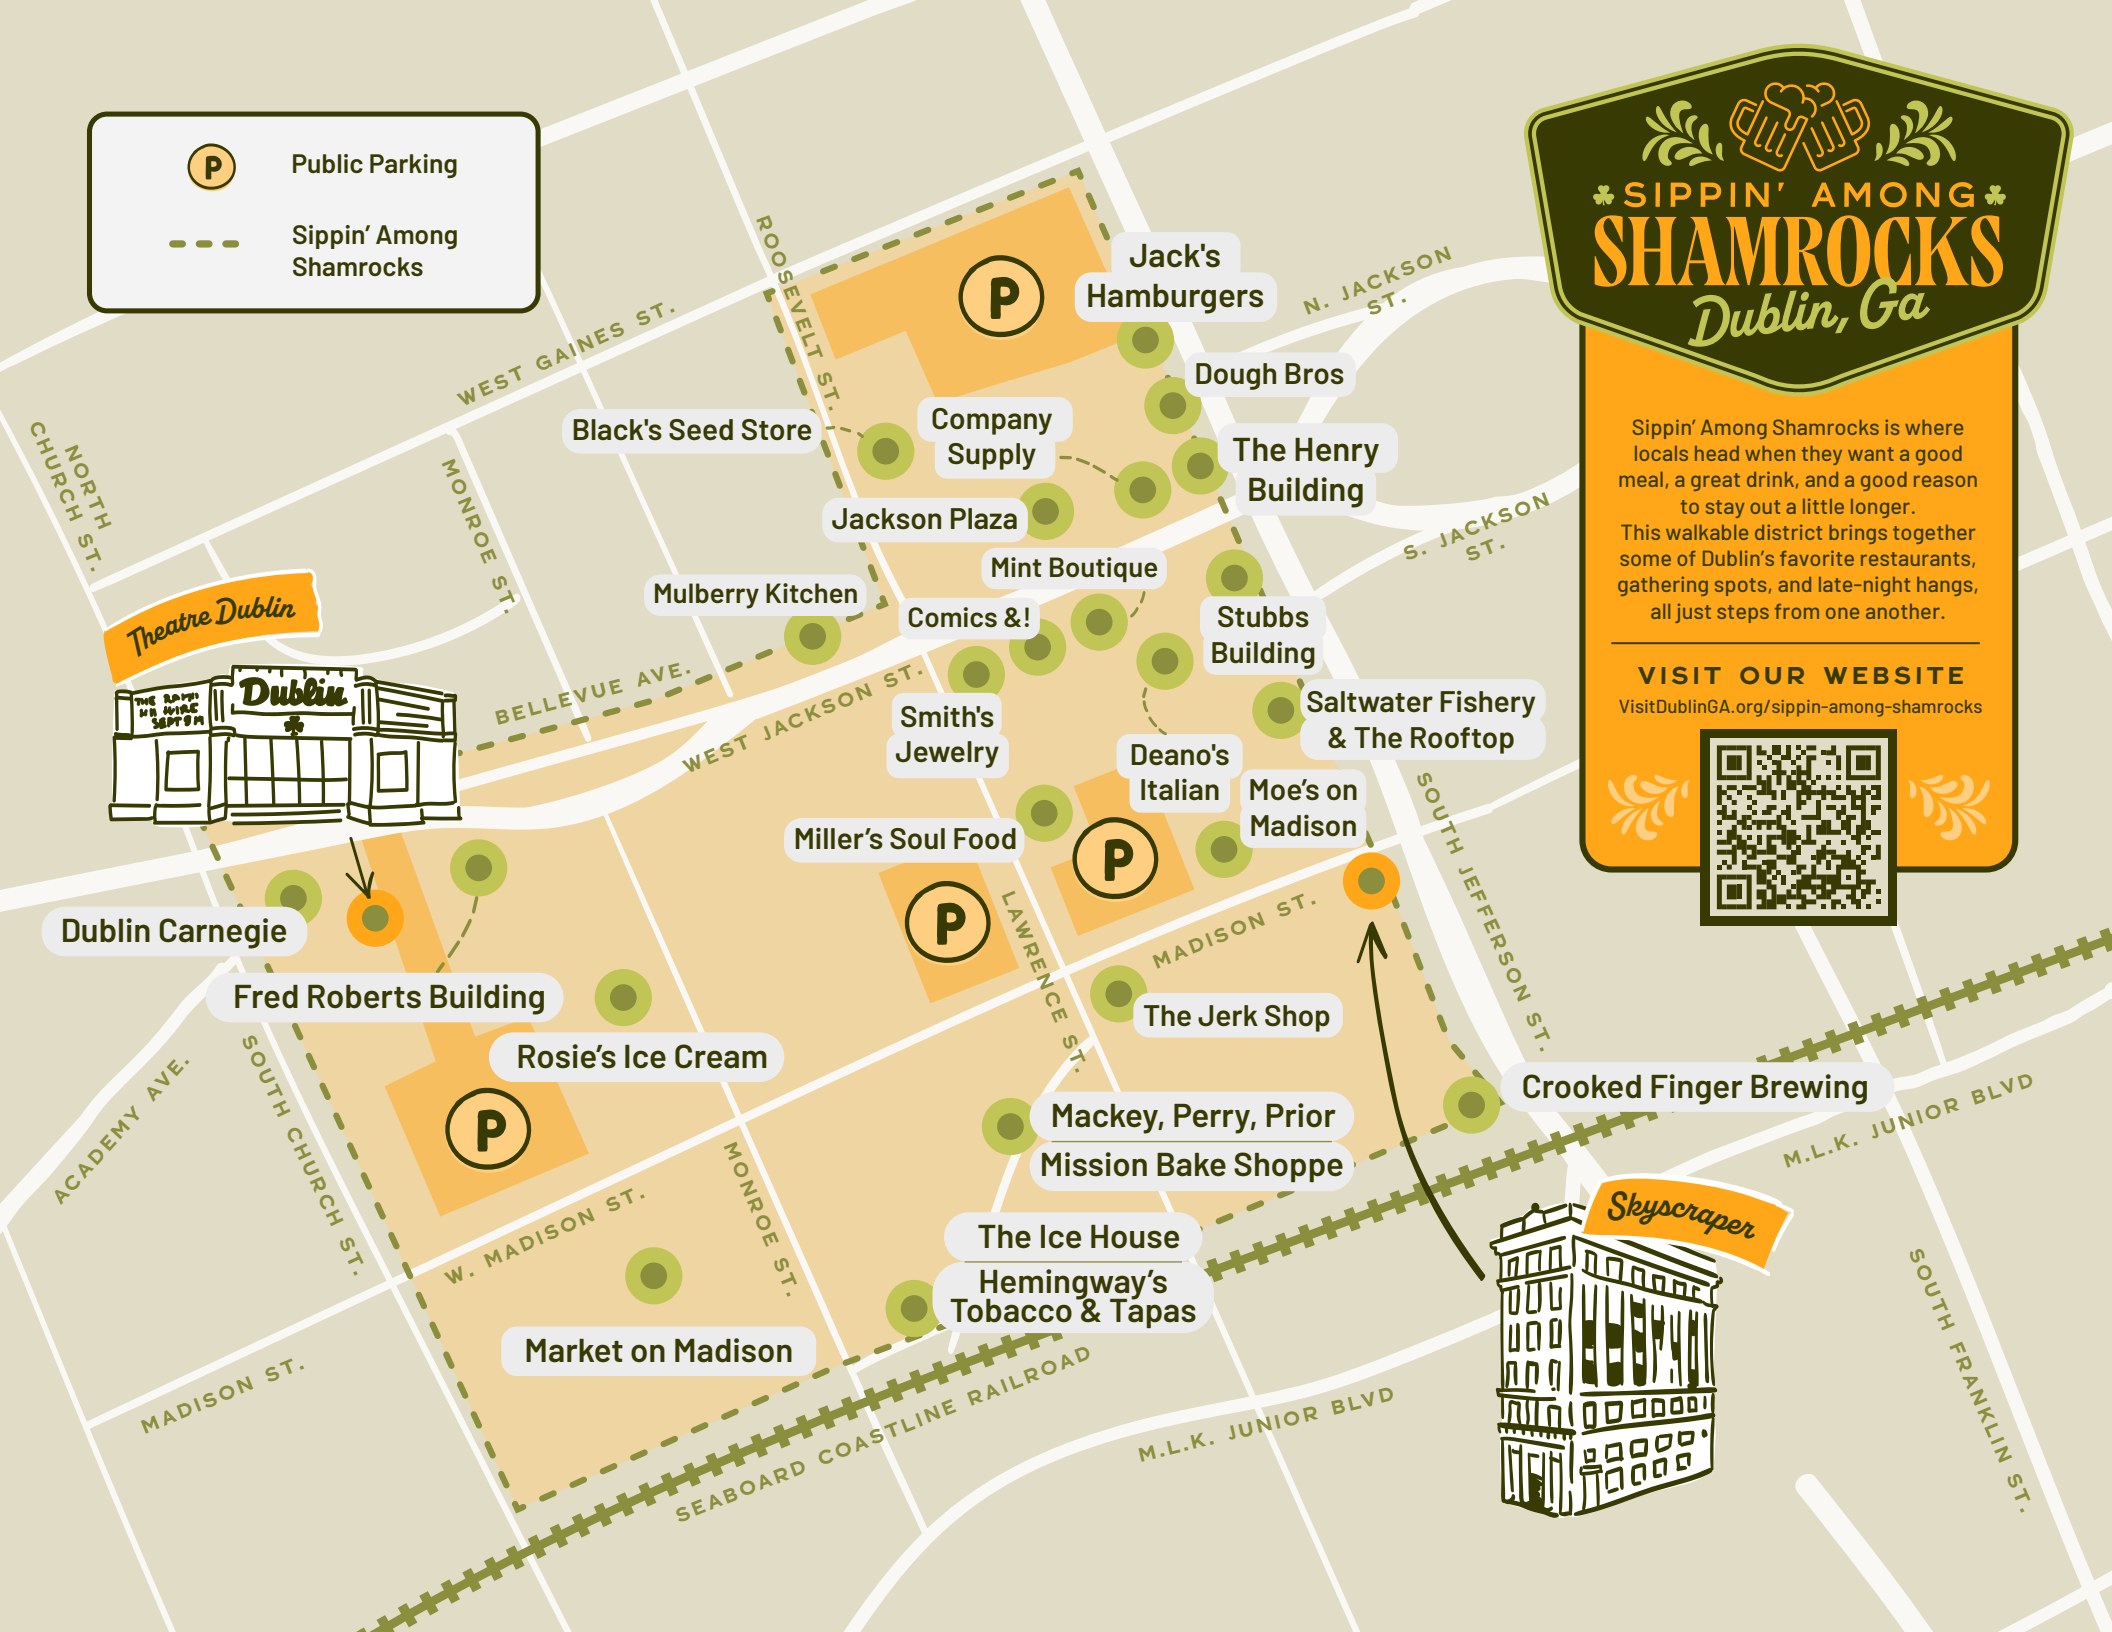 P
Public Parking
Sippin’ Among
Shamrocks
SIPPIN’ AMONG
SHAMROCKS
Dublin, Ga
Sippin’ Among Shamrocks is where
locals head when they want a good
meal, a great drink, and a good reason
to stay out a little longer.
This walkable district brings together
some of Dublin’s favorite restaurants,
gathering spots, and late-night hangs,
all just steps from one another.
VISIT OUR WEBSITE
VisitDublinGA.org/sippin-among-shamrocks
P
Jack's
Hamburgers
N. JACKSON
ST.
ROOSEVELT ST.
WEST GAINES ST.
Dough Bros
Black's Seed Store
Company
Supply
The Henry
Building
NORTH
CHURCH ST.
MONROE ST.
Jackson Plaza
S. JACKSON
ST.
Mint Boutique
Mulberry Kitchen
Comics &!
Stubbs
Building
Theatre Dublin
Dublin
BELLEVUE AVE.
WEST JACKSON ST.
Smith's
Jewelry
Saltwater Fishery
& The Rooftop
Deano's
Italian
Moe’s on
Madison
Miller’s Soul Food
P
P
SOUTH JEFFERSON ST.
LAWRENCE ST.
MADISON ST.
Dublin Carnegie
Fred Roberts Building
Rosie’s Ice Cream
The Jerk Shop
ACADEMY AVE.
SOUTH CHURCH ST.
P
Crooked Finger Brewing
Mackey, Perry, Prior
Mission Bake Shoppe
M.L.K. JUNIOR BLVD
MONROE ST.
W. MADISON ST.
The Ice House
Hemingway’s
Tobacco & Tapas
Skyscraper
Market on Madison
MADISON ST.
SEABOARD COASTLINE RAILROAD
M.L.K. JUNIOR BLVD
SOUTH FRANKLIN ST.